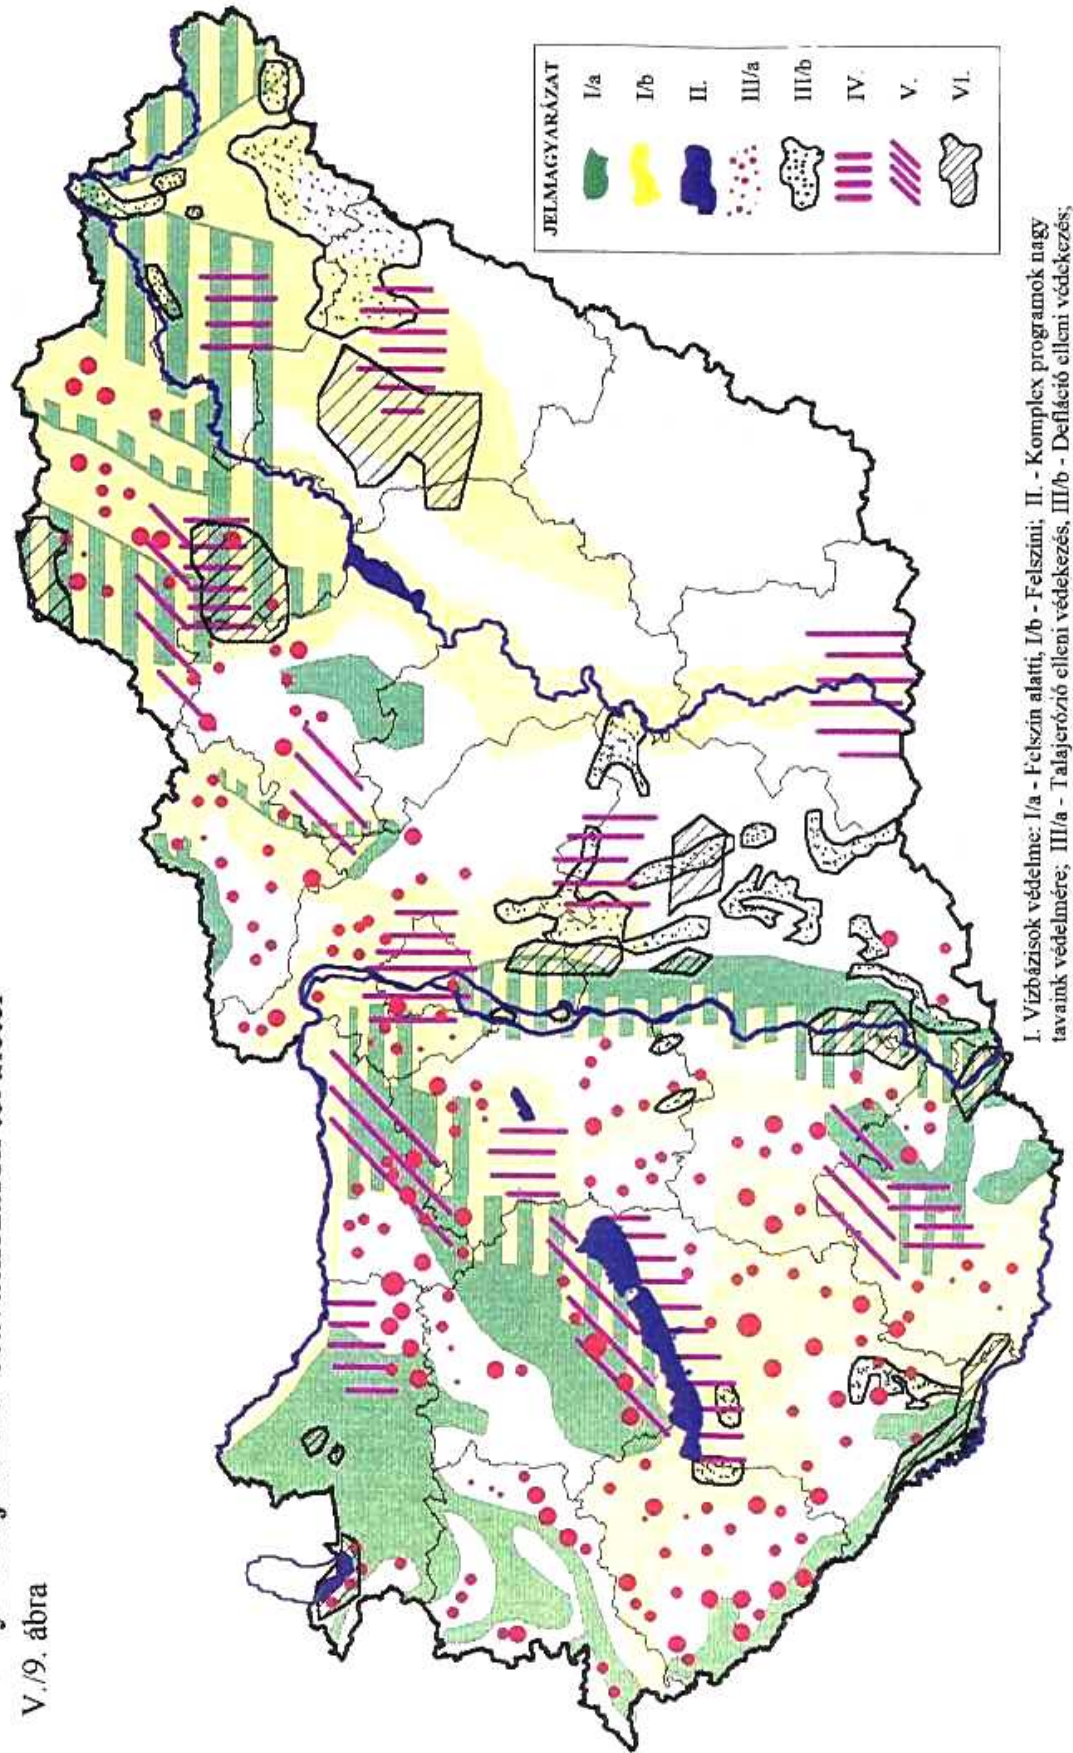 V./9. ábra
JELMAGYARÁZAT
I/a
I/b
II.
III/a
III/b
IV.
V.
VI.
I. Vízbázisok védelme: I/a - Felszín alatti, I/b - Felszíni; II. - Komplex programok nagy
tavaink védelmére; III/a - Talajerózió elleni védekezés, III/b - Defláció elleni védekezés;